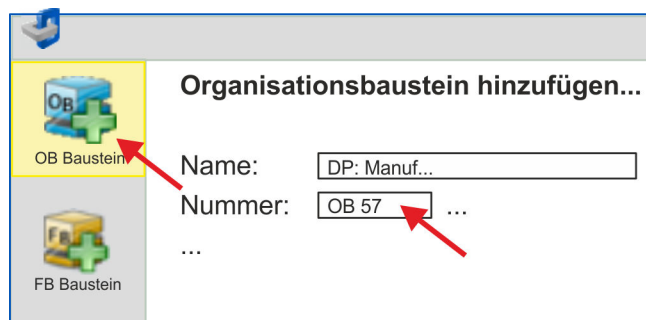 Organisationsbaustein hinzufügen...
OB
OB Baustein
Name: DP: Manuf...
Nummer: OB 57 ...
...
FB
FB Baustein